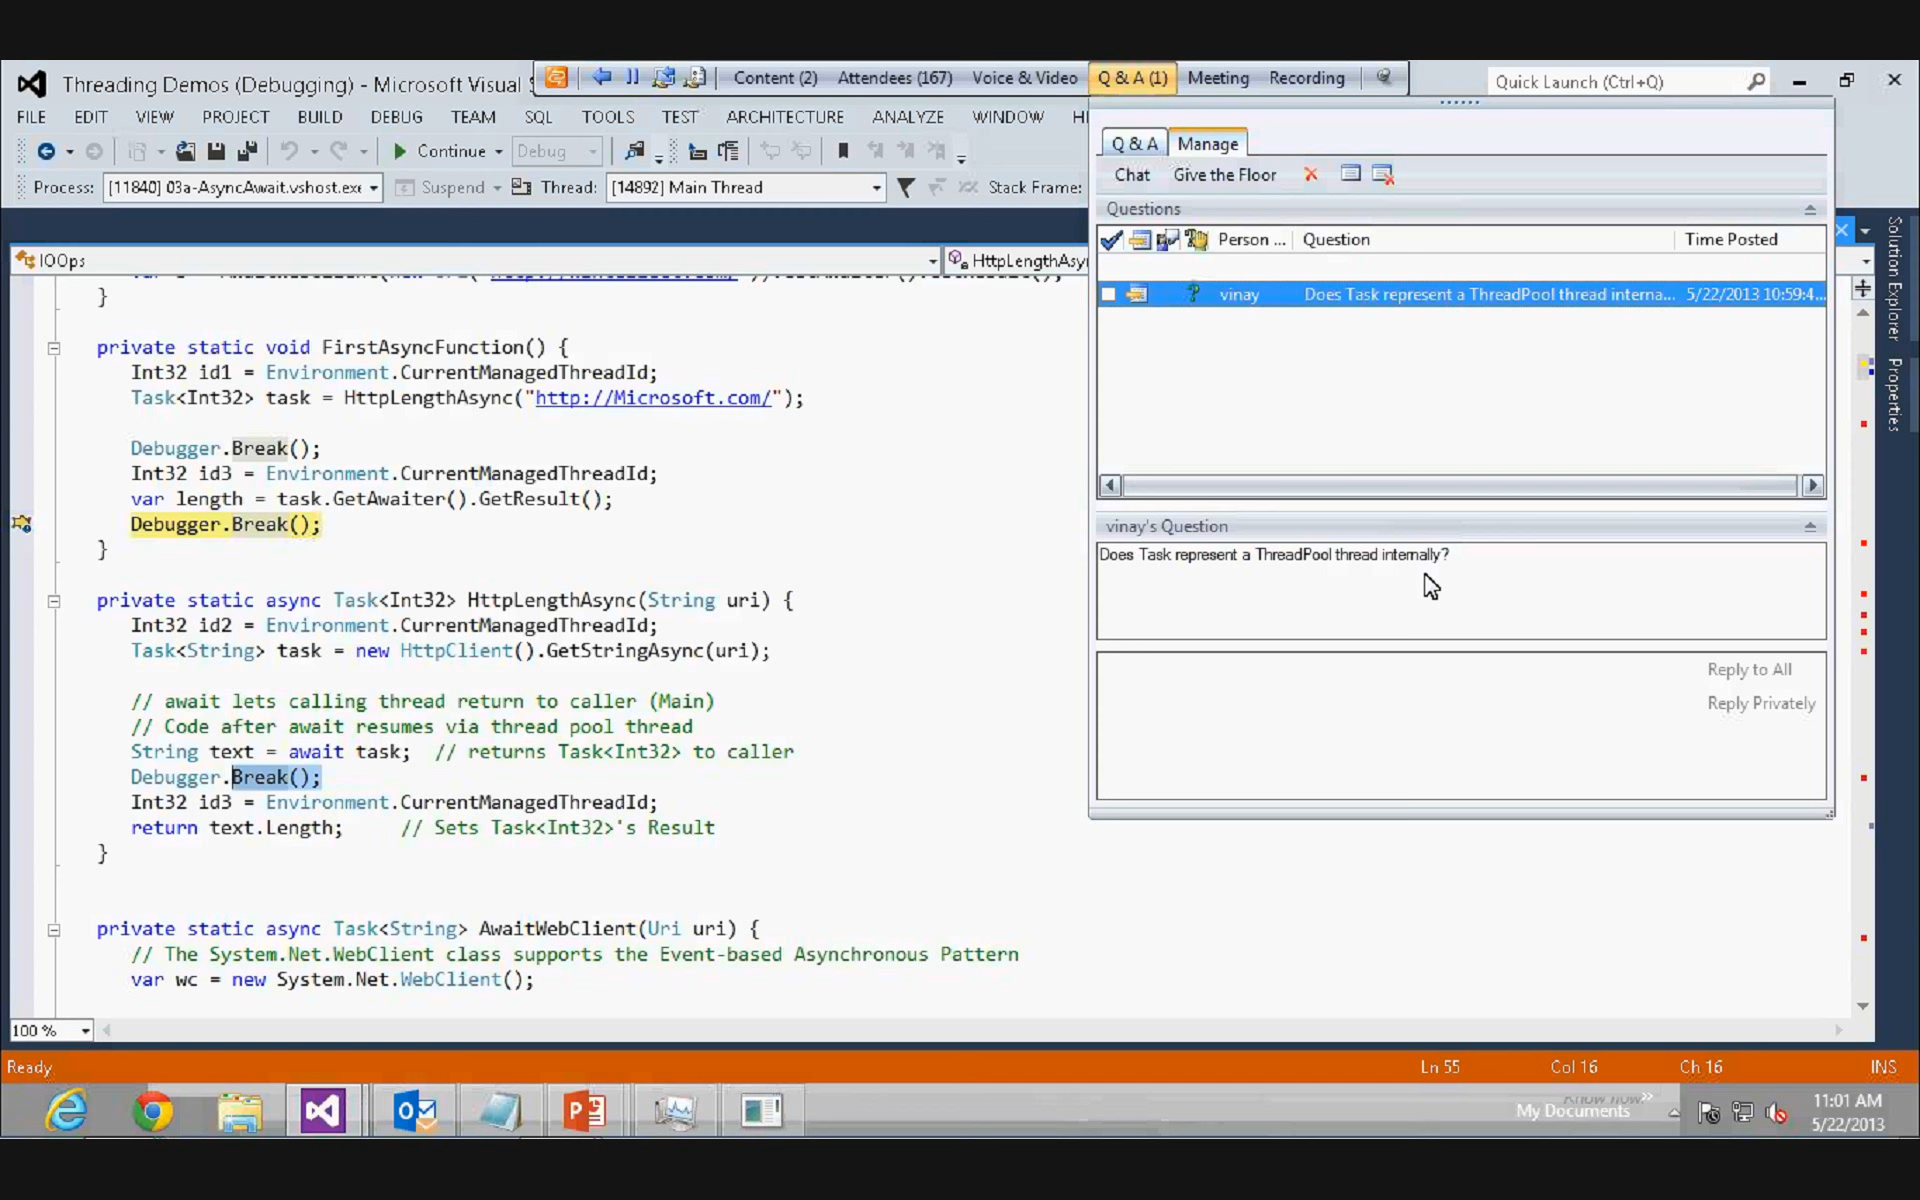 Threading Demos (Debugging) - Microsoft Visual
Content (2) Attendees (167) Voice & Video Q & A (1) Meeting Recording
Quick Launch (Ctrl+Q)
FILE EDIT VIEW PROJECT BUILD DEBUG TEAM SQL TOOLS TEST ARCHITECTURE ANALYZE WINDOW
Continue Debug
Process: [11840] 03a-AsyncAwait.vshost.exe Suspend Thread: [14892] Main Thread Stack Frame:
IOOps HttpLengthAsy
}
private static void FirstAsyncFunction() {
Int32 id1 = Environment.CurrentManagedThreadId;
Task<Int32> task = HttpLengthAsync("http://Microsoft.com/");
Debugger.Break();
Int32 id3 = Environment.CurrentManagedThreadId;
var length = task.GetAwaiter().GetResult();
Debugger.Break();
}
private static async Task<Int32> HttpLengthAsync(String uri) {
Int32 id2 = Environment.CurrentManagedThreadId;
Task<String> task = new HttpClient().GetStringAsync(uri);
// await lets calling thread return to caller (Main)
// Code after await resumes via thread pool thread
String text = await task; // returns Task<Int32> to caller
Debugger.Break();
Int32 id3 = Environment.CurrentManagedThreadId;
return text.Length; // Sets Task<Int32>'s Result
}
private static async Task<String> AwaitWebClient(Uri uri) {
// The System.Net.WebClient class supports the Event-based Asynchronous Pattern
var wc = new System.Net.WebClient();
100 %
Q & A Manage
Chat Give the Floor
Questions
Person ... Question Time Posted
vinay Does Task represent a ThreadPool thread interna... 5/22/2013 10:59:4...
vinay's Question
Does Task represent a ThreadPool thread internally?
Reply to All
Reply Privately
Solution Explorer
Properties
Ready Ln 55 Col 16 Ch 16 INS
My Documents
11:01 AM
5/22/2013